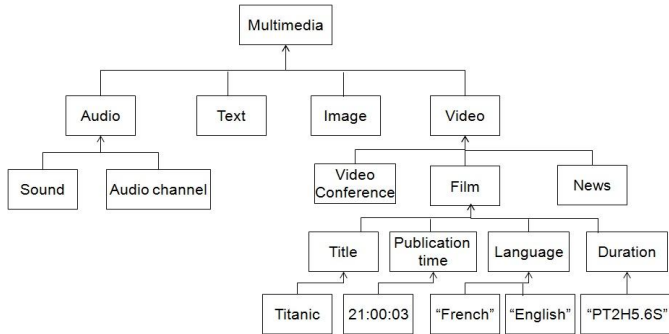 Multimedia
Audio
Text
Image
Video
Sound
Audio channel
Video
Conference
Film
News
Title
Publication
time
Language
Duration
Titanic
21:00:03
“French”
“English”
“PT2H5.6S”